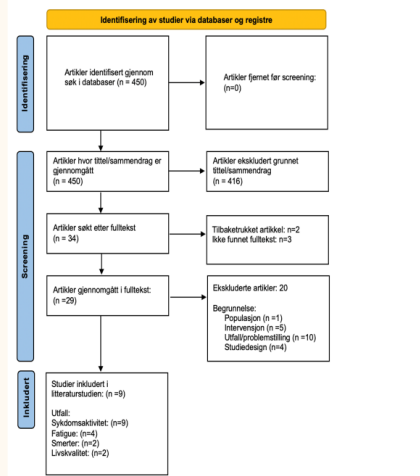 Identifisering av studier via databaser og registre
Identifisering
Artikler identifisert gjennom
søk i databaser (n = 450)
Artikler fjernet før screening:
(n=0)
Screening
Artikler hvor tittel/sammendrag er
gjennomgått
(n = 450)
Artikler ekskludert grunnet
tittel/sammendrag
(n = 416)
Artikler søkt etter fulltekst
(n = 34)
Tilbaketrukket artikkel: n=2
Ikke funnet fulltekst: n=3
Artikler gjennomgått i fulltekst:
(n =29)
Ekskluderte artikler: 20
Begrunnelse:
Populasjon (n =1)
Intervensjon (n =5)
Utfall/problemstilling (n =10)
Studiedesign (n=4)
Inkludert
Studier inkludert i
litteraturstudien: (n =9)
Utfall:
Sykdomsaktivitet: (n=9)
Fatigue: (n=4)
Smerter: (n=2)
Livskvalitet: (n=2)